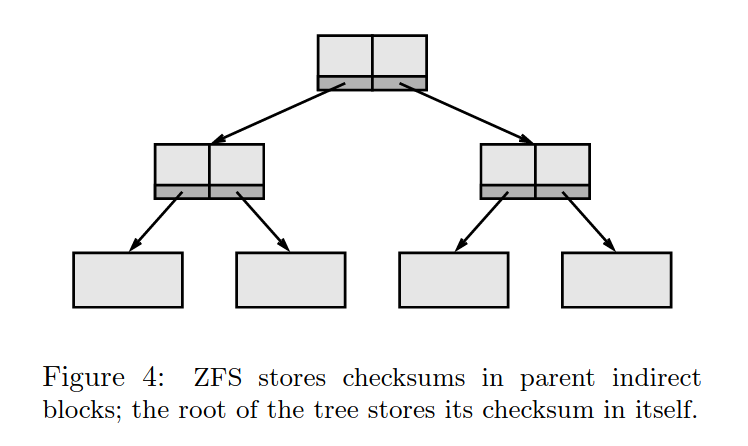 Figure 4: ZFS stores checksums in parent indirect
blocks; the root of the tree stores its checksum in itself.